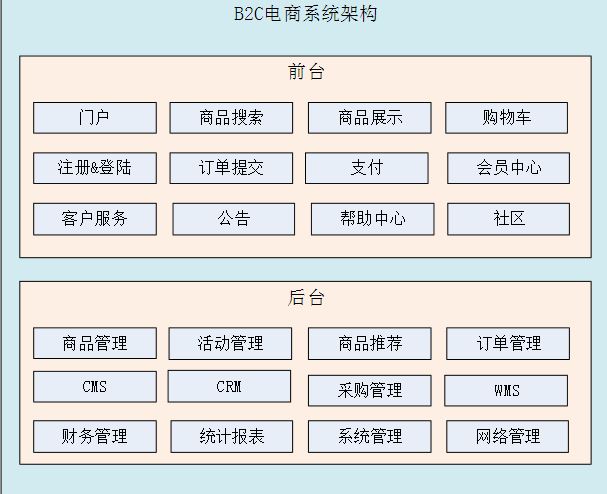 B2C电商系统架构
前台
门户 商品搜索 商品展示 购物车
注册&登陆 订单提交 支付 会员中心
客户服务 公告 帮助中心 社区
后台
商品管理 活动管理 商品推荐 订单管理
CMS CRM 采购管理 WMS
财务管理 统计报表 系统管理 网络管理